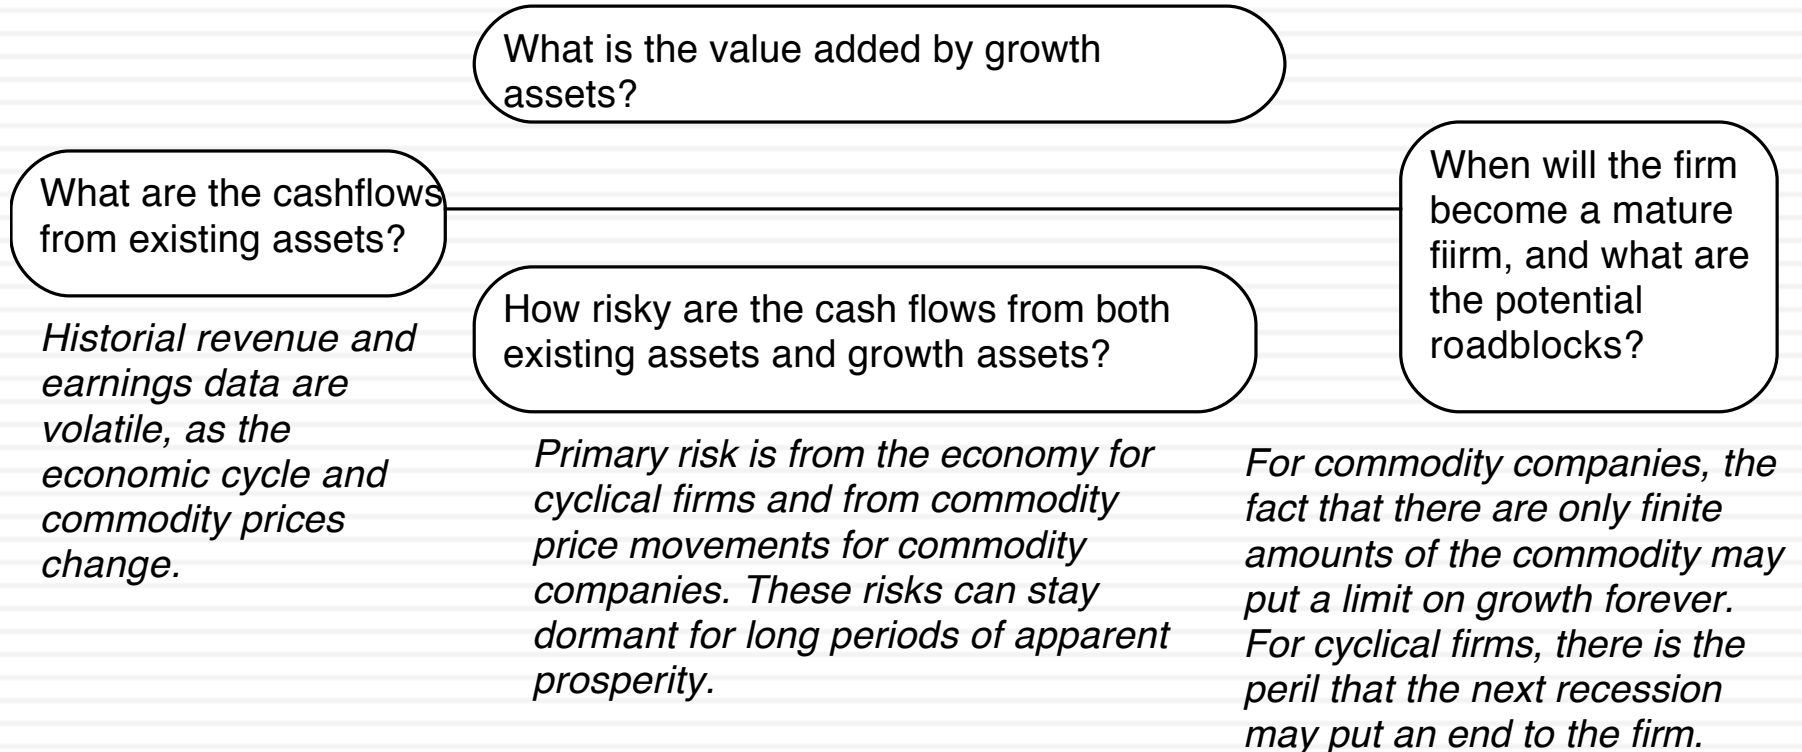 What is the value added by growth
assets?
What are the cashflows
from existing assets?
Historial revenue and
earnings data are
volatile, as the
economic cycle and
commodity prices
change.
How risky are the cash flows from both
existing assets and growth assets?
Primary risk is from the economy for
cyclical firms and from commodity
price movements for commodity
companies. These risks can stay
dormant for long periods of apparent
prosperity.
When will the firm
become a mature
fiirm, and what are
the potential
roadblocks?
For commodity companies, the
fact that there are only finite
amounts of the commodity may
put a limit on growth forever.
For cyclical firms, there is the
peril that the next recession
may put an end to the firm.